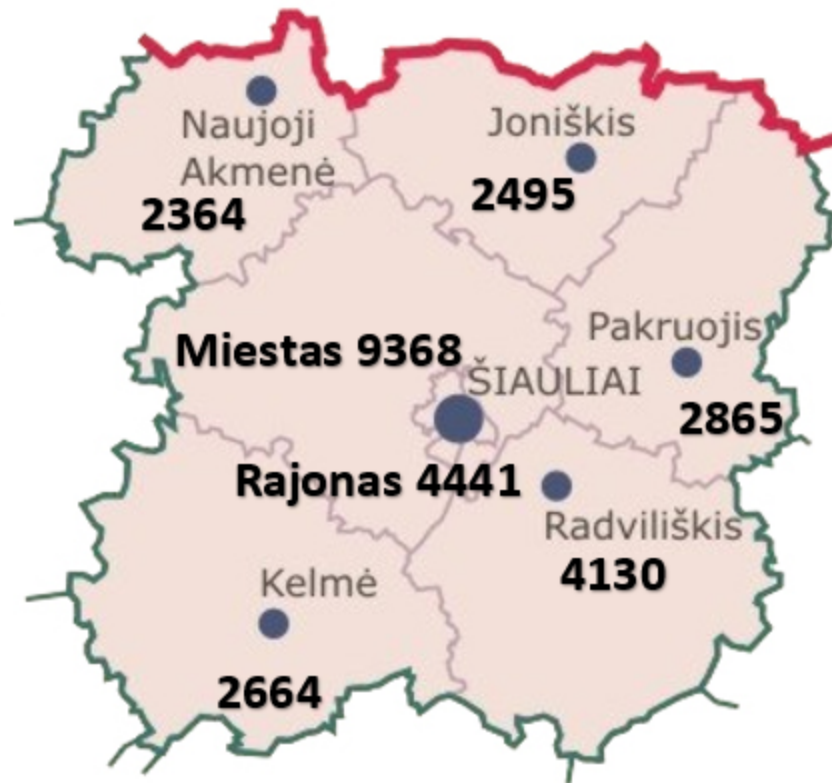 Naujoji
Akmenė
2364
Joniškis
2495
Pakruojis
2865
Miestas 9368
ŠIAULIAI
Rajonas 4441
Radviliškis
4130
Kelmė
2664